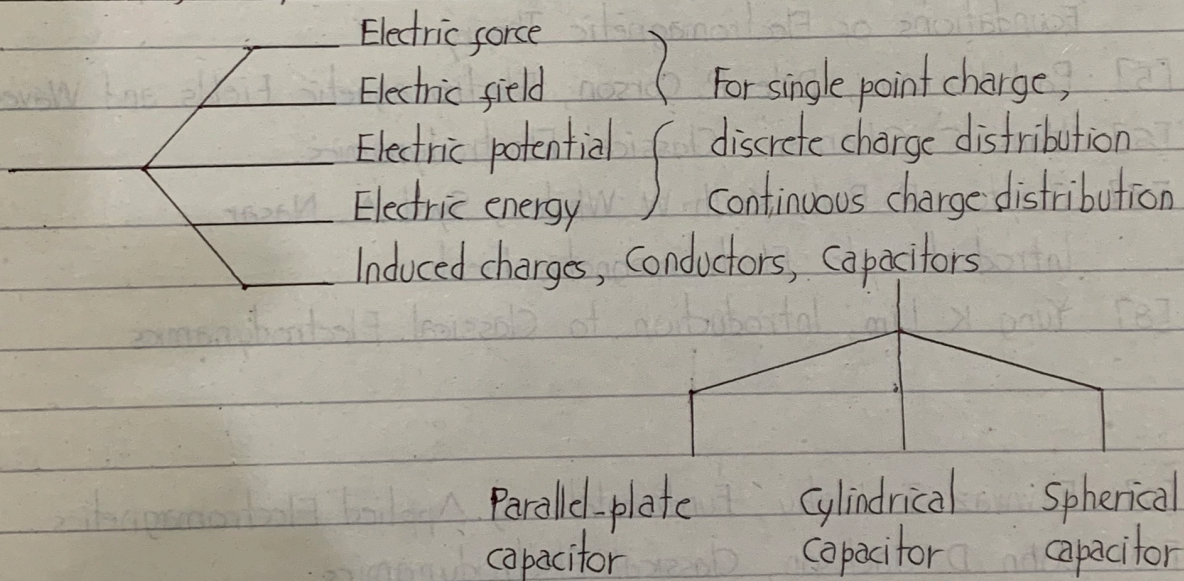 Electric force
Electric field } For single point charge,
Electric potential } discrete charge distribution
Electric energy } Continuous charge distribution
Induced charges, Conductors, Capacitors
Parallel-plate Cylindrical Spherical
capacitor Capacitor capacitor